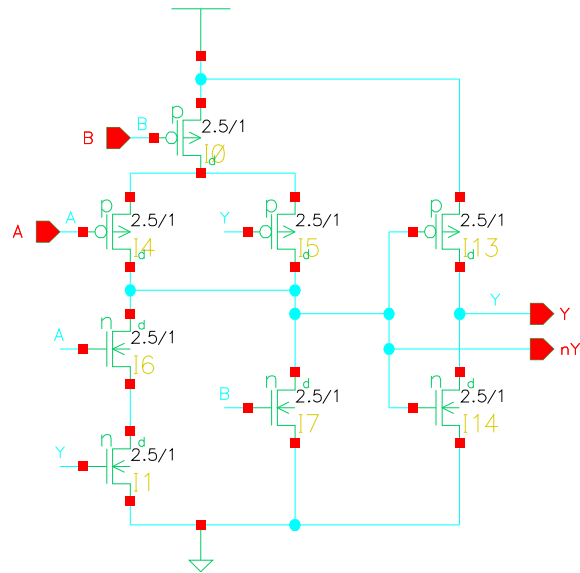 p
B B 2.5/1
I0
d
p p p
A A 2.5/1 Y 2.5/1 2.5/1
I4 I5 I13
d d d
Y Y
n d
A 2.5/1
nY
I6
n d n d
B 2.5/1 2.5/1
I7 I14
n d
Y 2.5/1
I1